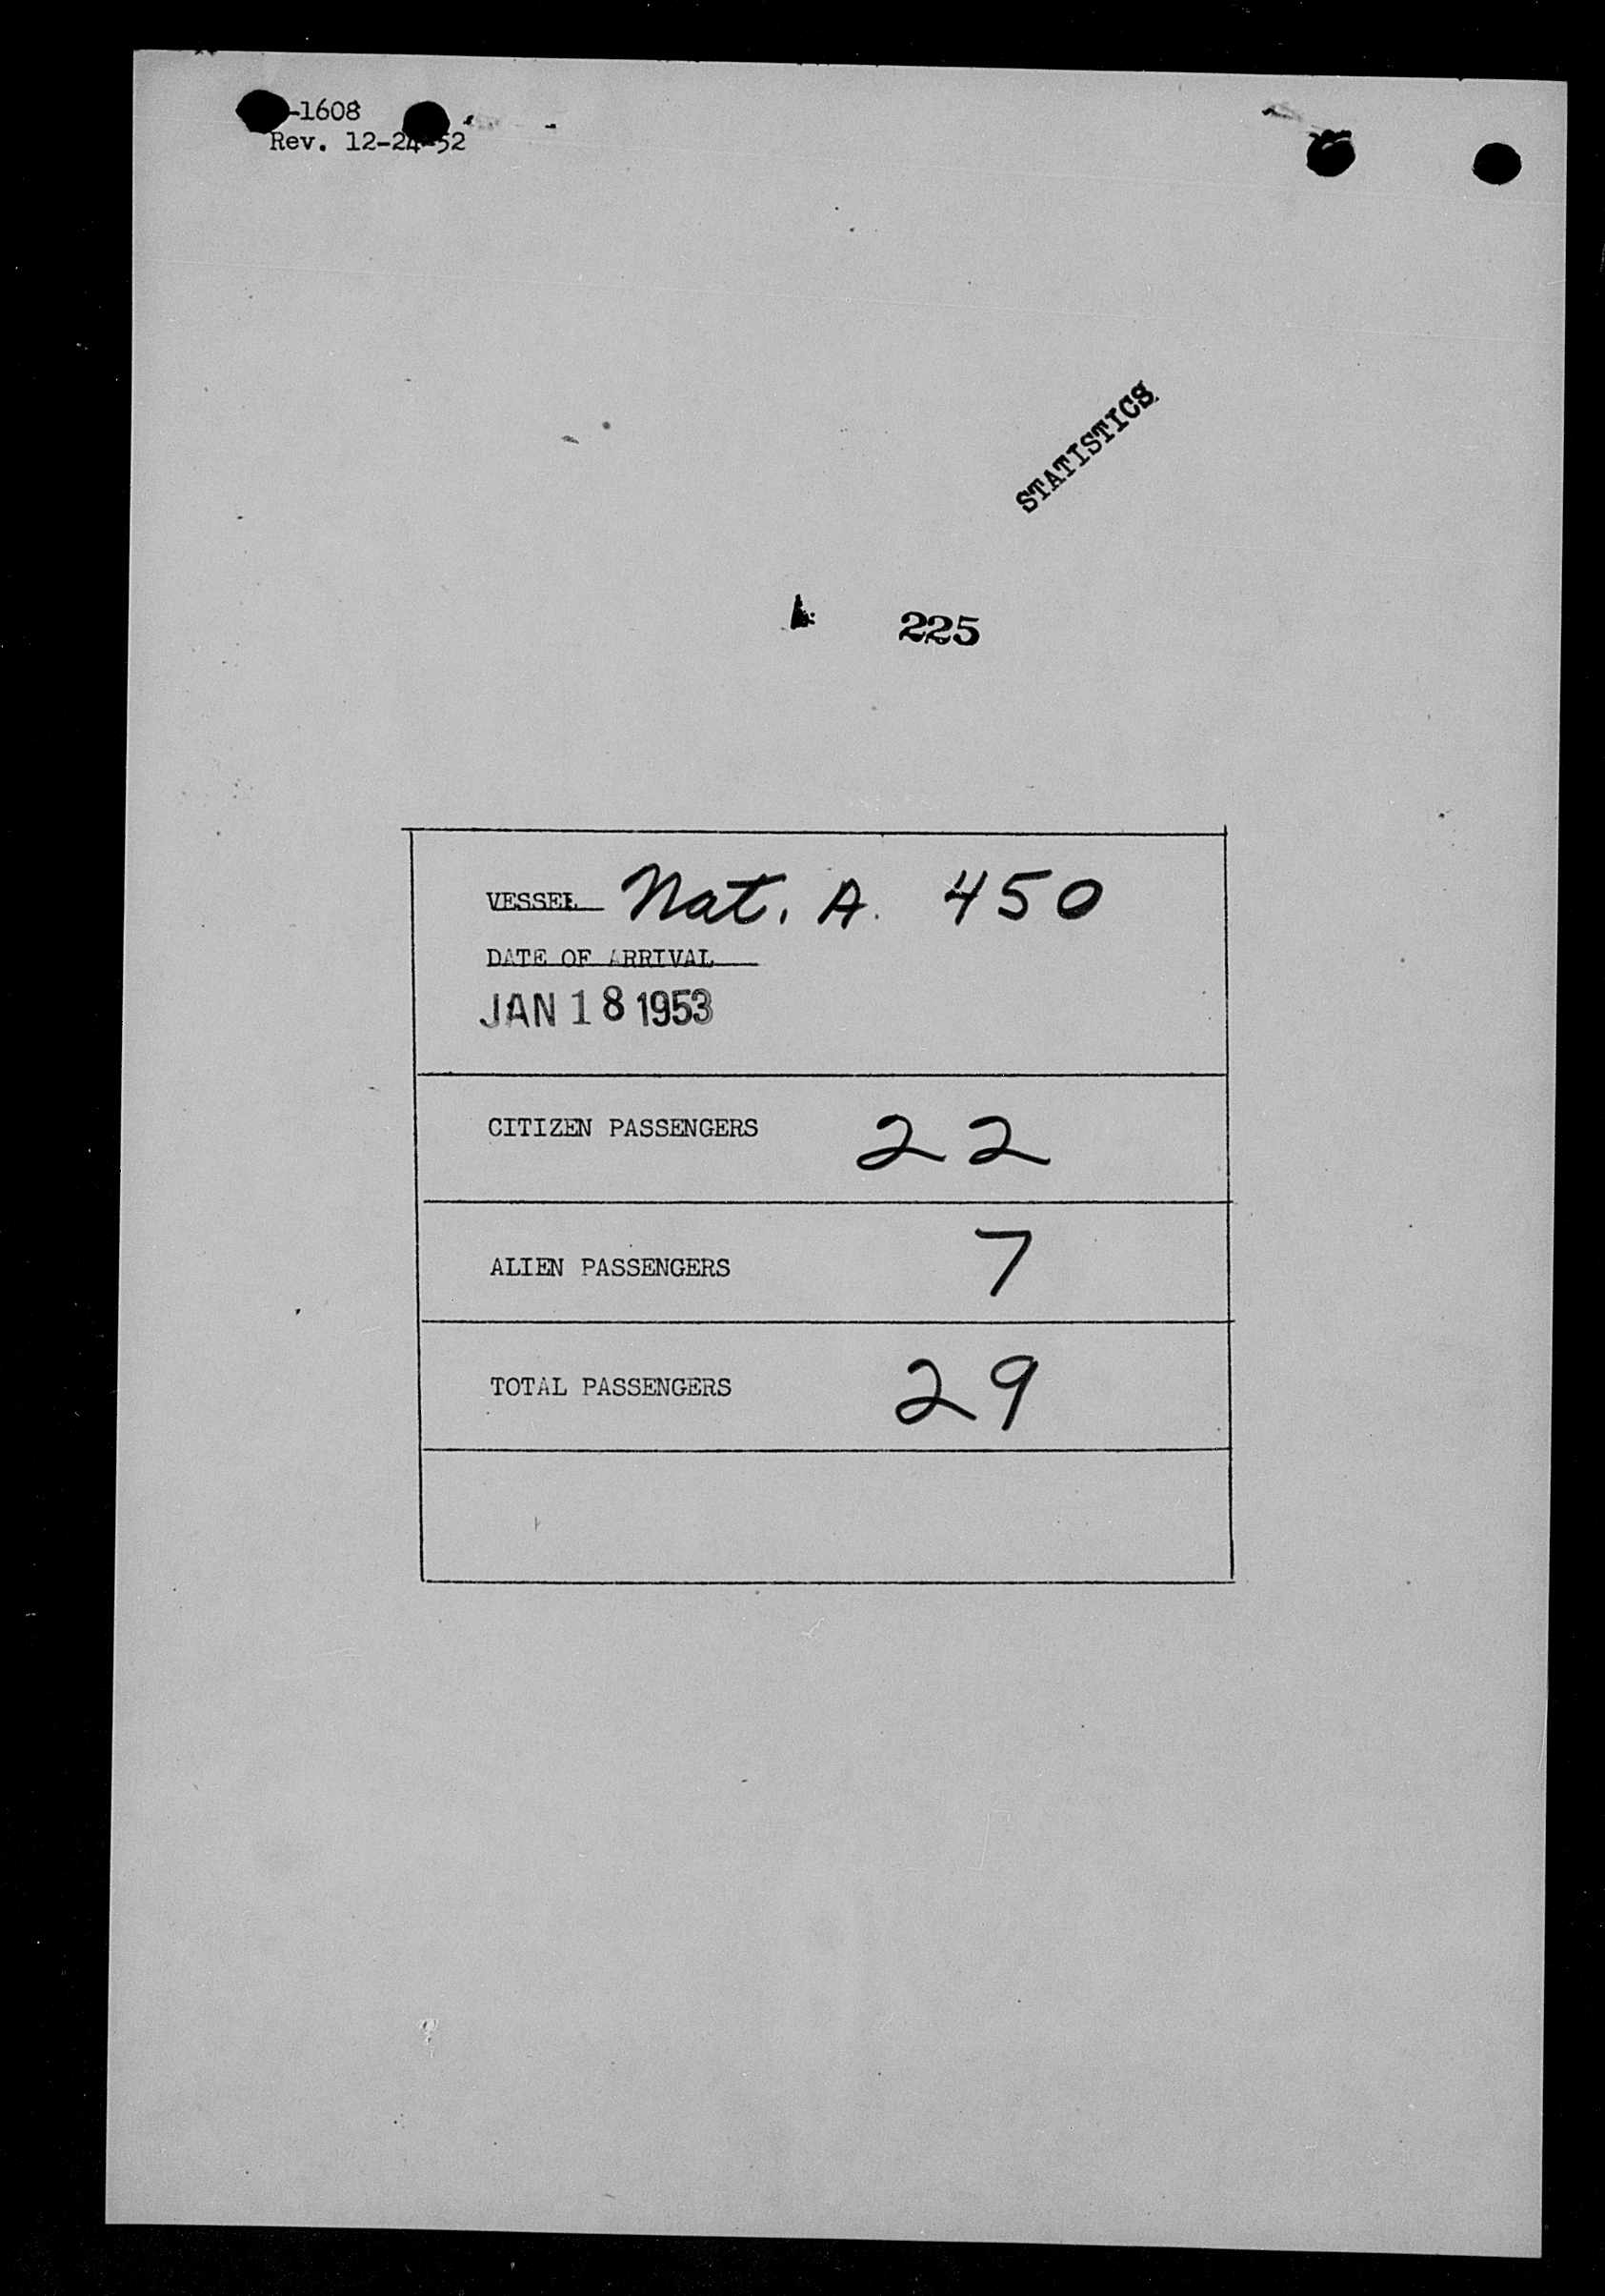 -1608
Rev. 12-24-52
STATISTICS
225
VESSEL Nat. A. 450
DATE OF ARRIVAL
JAN 18 1953
CITIZEN PASSENGERS 22
ALIEN PASSENGERS 7
TOTAL PASSENGERS 29